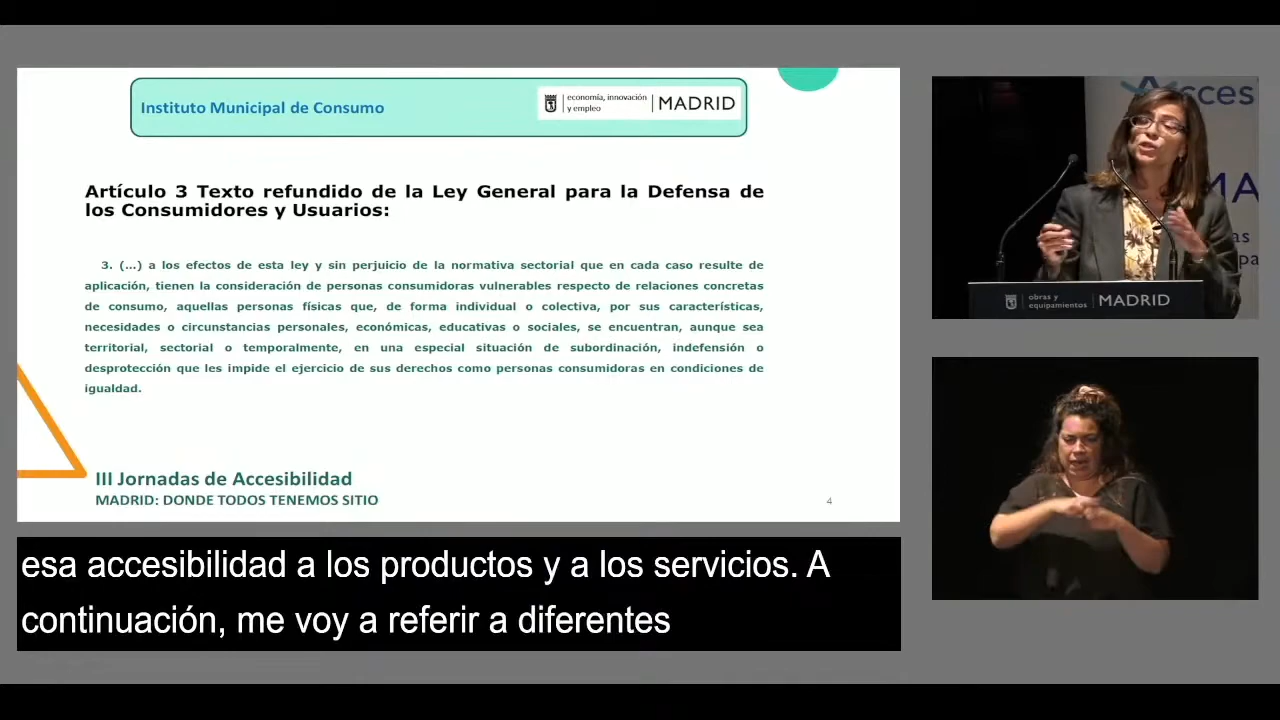 Instituto Municipal de Consumo
economía, innovación
y empleo
MADRID
Artículo 3 Texto refundido de la Ley General para la Defensa de
los Consumidores y Usuarios:
3. (...) a los efectos de esta ley y sin perjuicio de la normativa sectorial que en cada caso resulte de
aplicación, tienen la consideración de personas consumidoras vulnerables respecto de relaciones concretas
de consumo, aquellas personas físicas que, de forma individual o colectiva, por sus características,
necesidades o circunstancias personales, económicas, educativas o sociales, se encuentran, aunque sea
territorial, sectorial o temporalmente, en una especial situación de subordinación, indefensión o
desprotección que les impide el ejercicio de sus derechos como personas consumidoras en condiciones de
igualdad.
III Jornadas de Accesibilidad
MADRID: DONDE TODOS TENEMOS SITIO
4
esa accesibilidad a los productos y a los servicios. A
continuación, me voy a referir a diferentes
Acces
MA
as
pa
obras y
equipamientos
MADRID